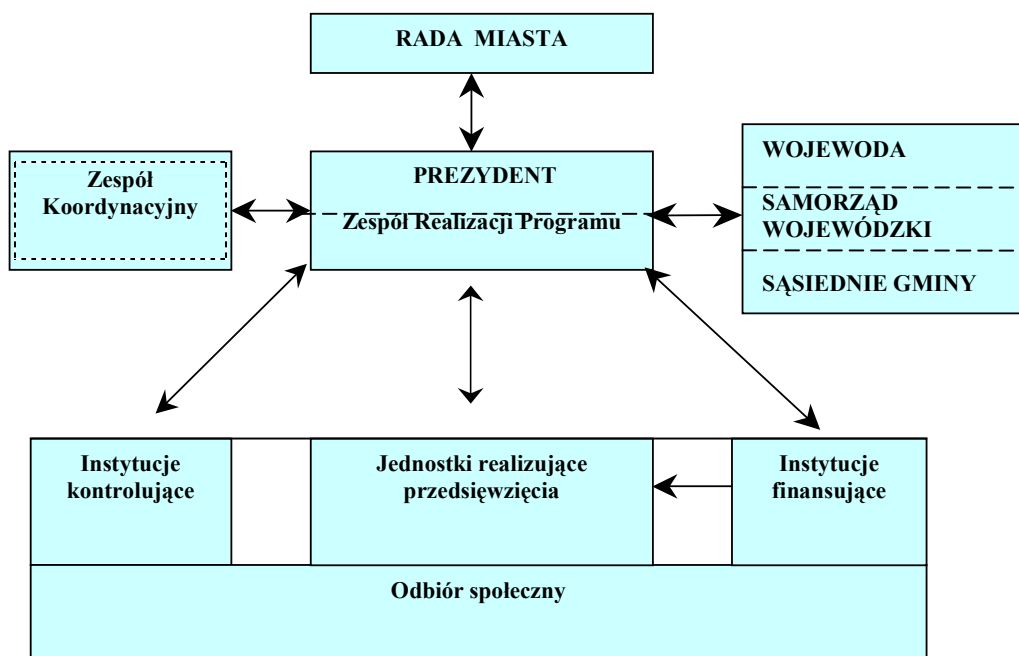 RADA MIASTA
Zespół
Koordynacyjny
PREZYDENT
Zespół Realizacji Programu
WOJEWODA
SAMORZĄD
WOJEWÓDZKI
SĄSIEDNIE GMINY
Instytucje
kontrolujące
Jednostki realizujące
przedsięwzięcia
Instytucje
finansujące
Odbiór społeczny